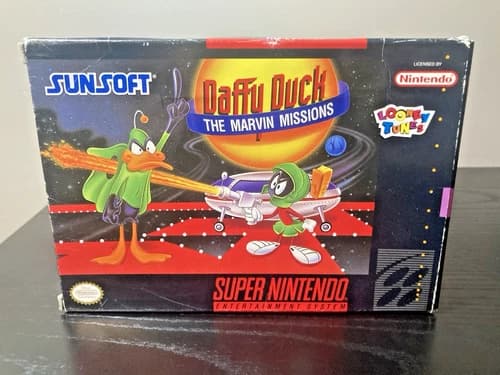 SUNSOFT®
Daffy Duck
THE MARVIN MISSIONS
LICENSED BY
Nintendo
LOONEY
TUNES
SUPER NINTENDO
ENTERTAINMENT SYSTEM